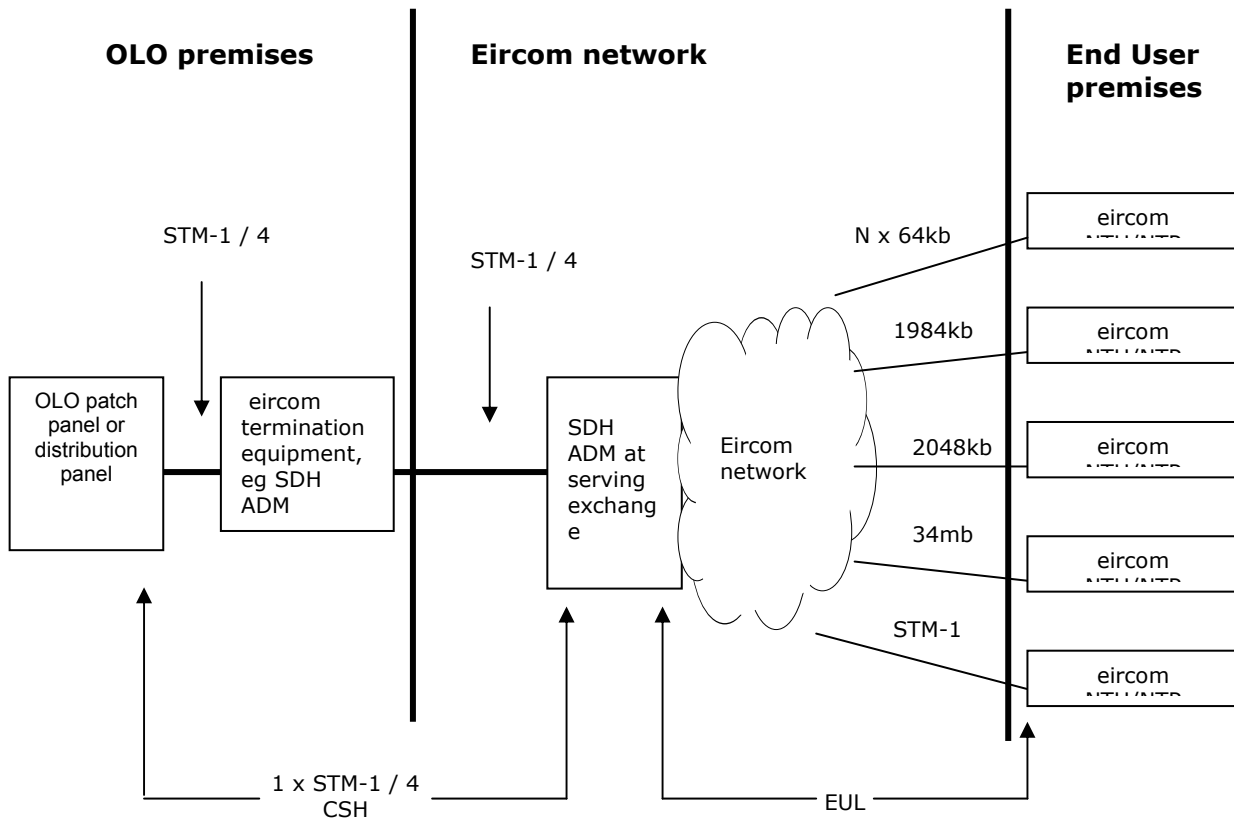 OLO premises
Eircom network
End User
premises
STM-1 / 4
STM-1 / 4
N x 64kb
1984kb
2048kb
34mb
STM-1
OLO patch
panel or
distribution
panel
eircom
termination
equipment,
eg SDH
ADM
SDH
ADM at
serving
exchang
e
Eircom
network
eircom
eircom
eircom
eircom
eircom
1 x STM-1 / 4
CSH
EUL